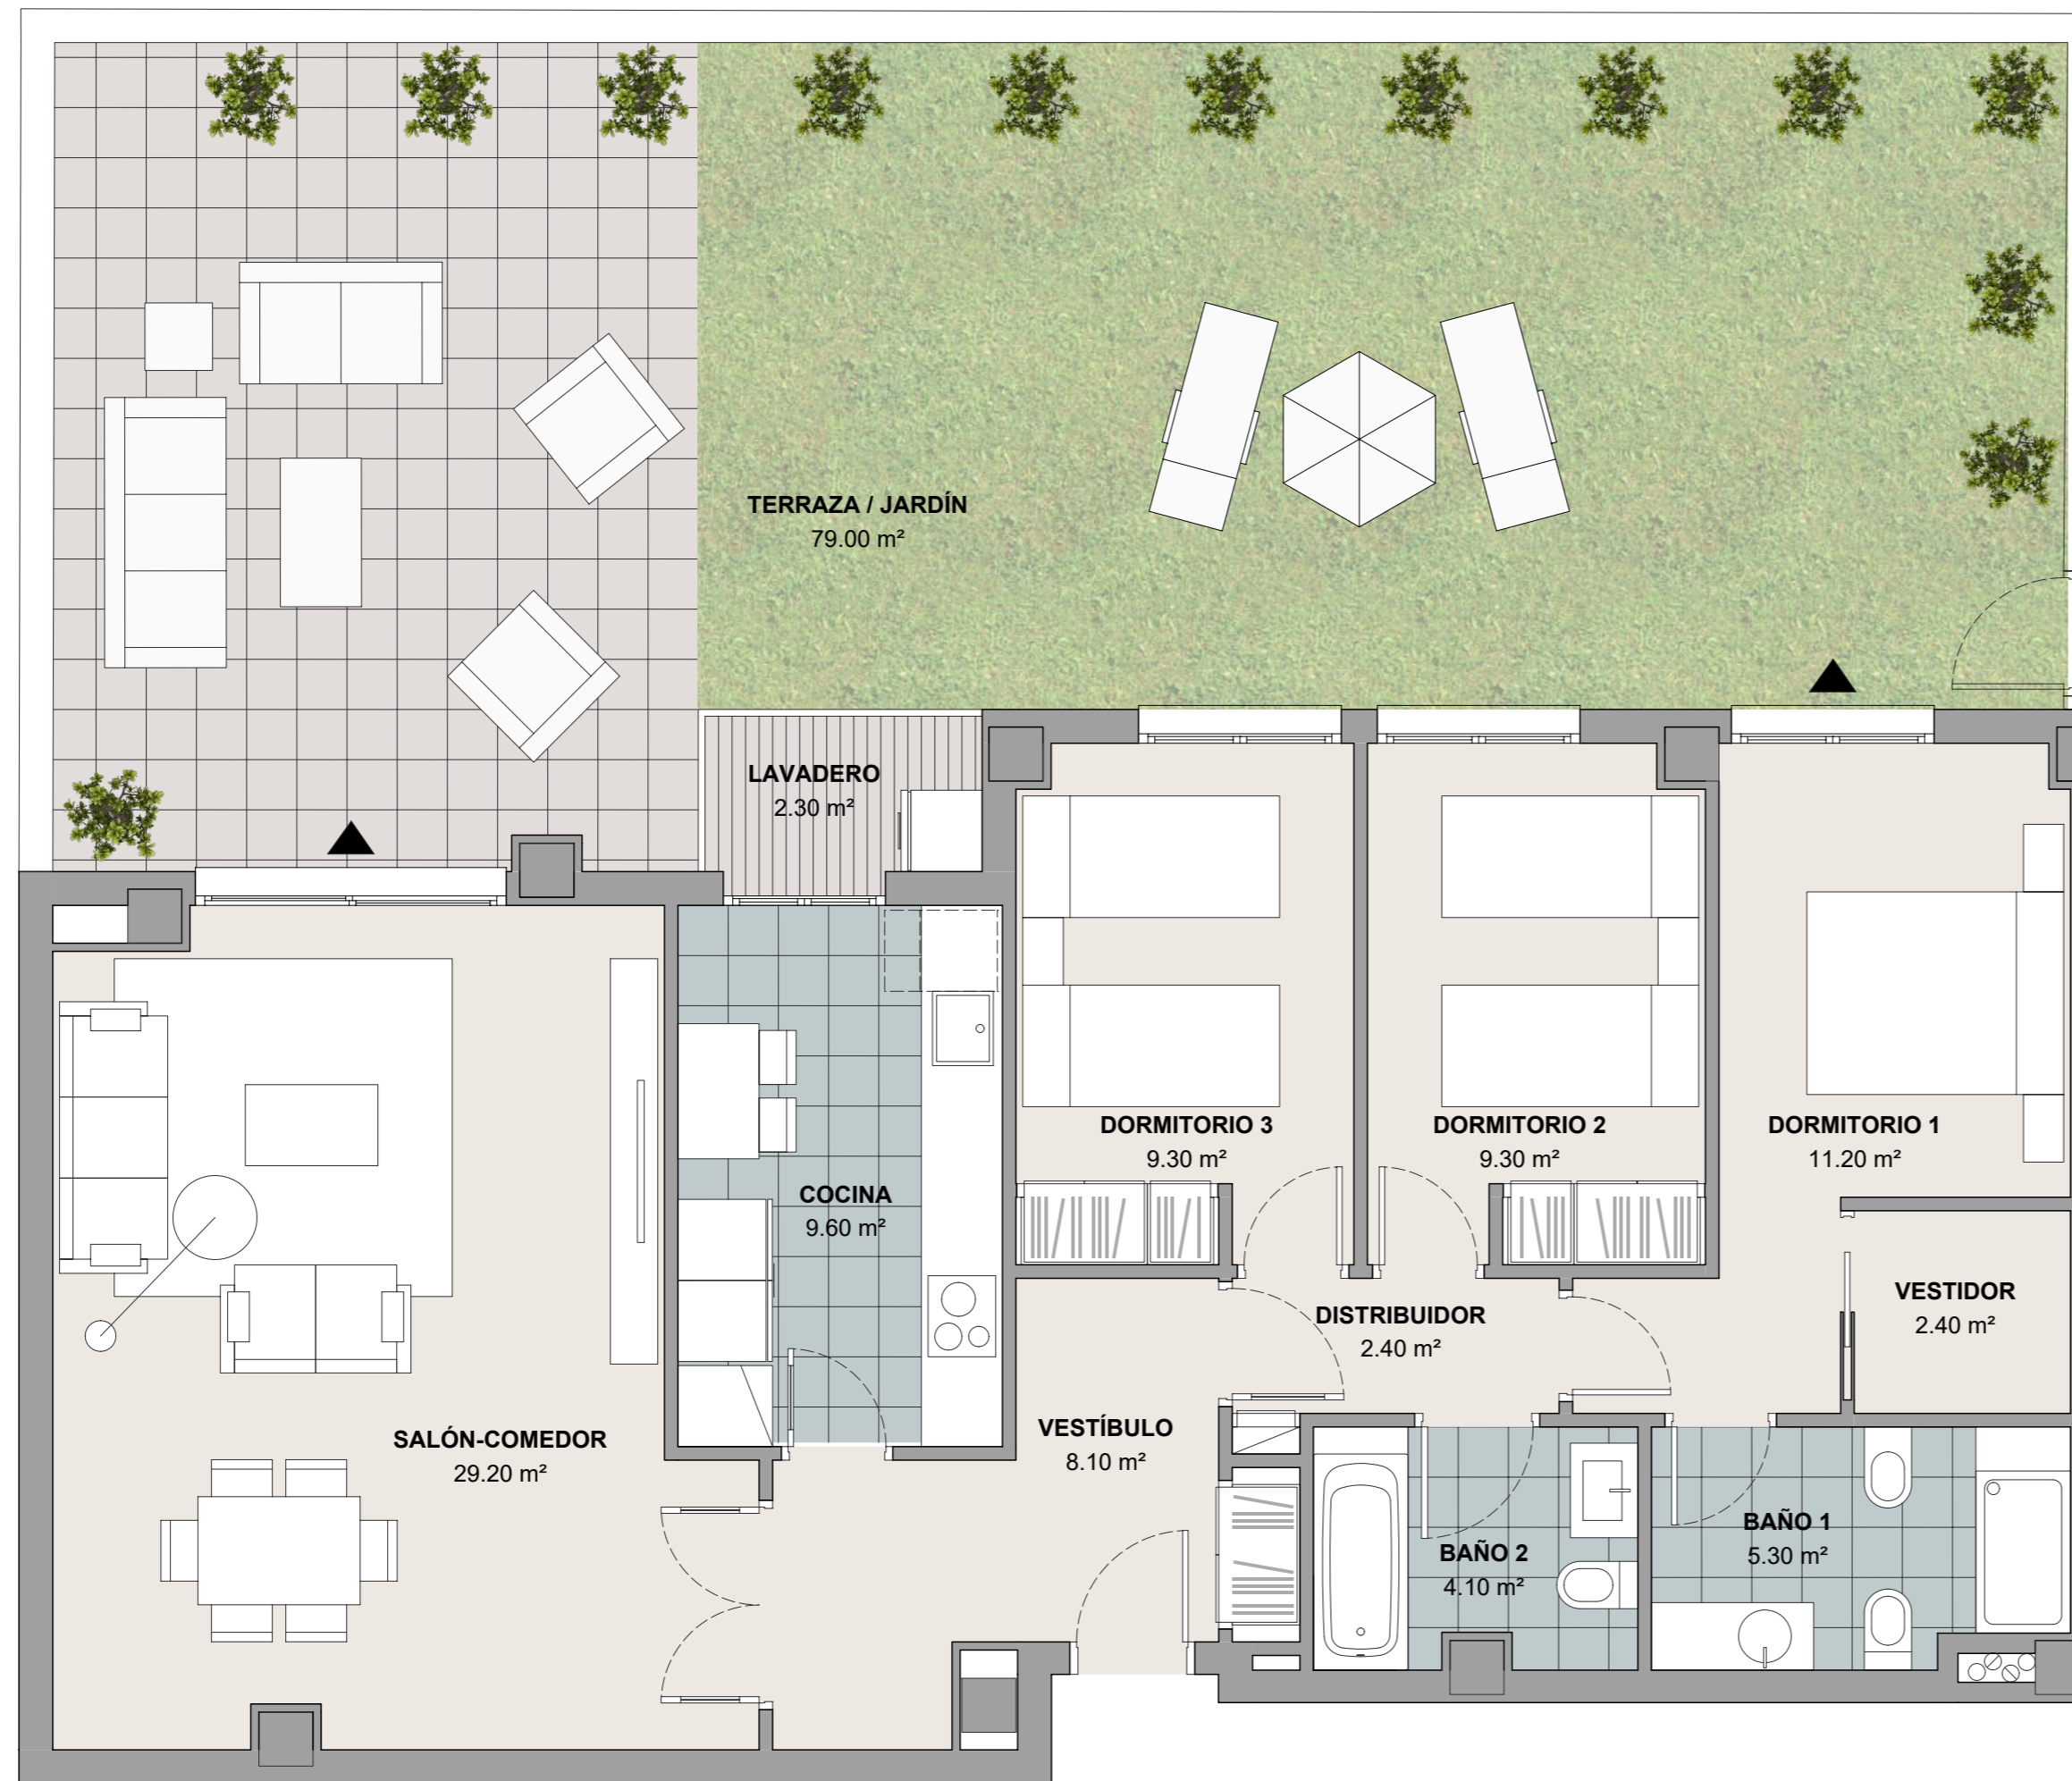 TERRAZA / JARDÍN
79.00 m²
LAVADERO
2.30 m²
DORMITORIO 3
9.30 m²
DORMITORIO 2
9.30 m²
DORMITORIO 1
11.20 m²
COCINA
9.60 m²
VESTIDOR
2.40 m²
DISTRIBUIDOR
2.40 m²
SALÓN-COMEDOR
29.20 m²
VESTÍBULO
8.10 m²
BAÑO 2
4.10 m²
BAÑO 1
5.30 m²